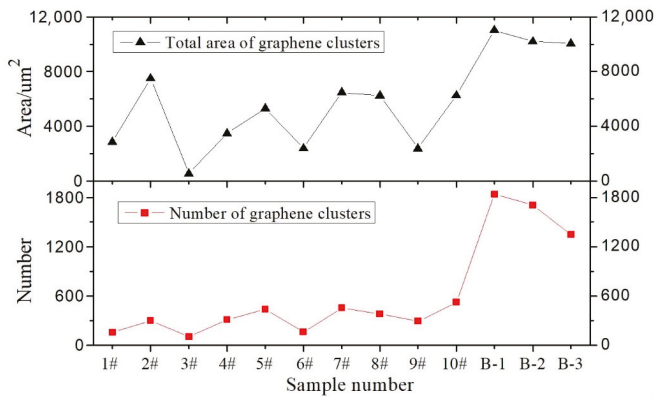 12,000
12,000
Total area of graphene clusters
8000
8000
Area/um²
4000
4000
0
0
1800
1800
Number of graphene clusters
1200
1200
Number
600
600
0
0
1# 2# 3# 4# 5# 6# 7# 8# 9# 10# B-1 B-2 B-3
Sample number